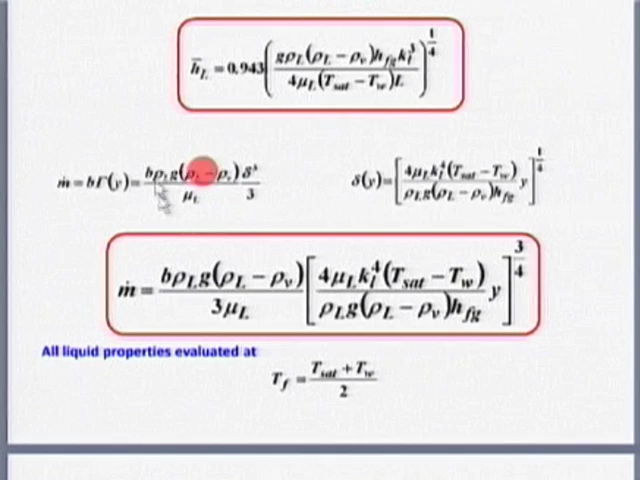 h̄_L = 0.943(gρ_L(ρ_L − ρ_v)h_fg k_l^3 / 4μ_L(T_sat − T_w)L)^(1/4)
ṁ = bΓ(y) = bρ_L g(ρ_L − ρ_v)/μ_L δ^3/3
δ(y) = [4μ_L k_l^4(T_sat − T_w)/ρ_L g(ρ_L − ρ_v)h_fg y]^(1/4)
ṁ = bρ_L g(ρ_L − ρ_v)/3μ_L [4μ_L k_l^4(T_sat − T_w)/ρ_L g(ρ_L − ρ_v)h_fg y]^(3/4)
All liquid properties evaluated at
T_f = T_sat + T_w / 2